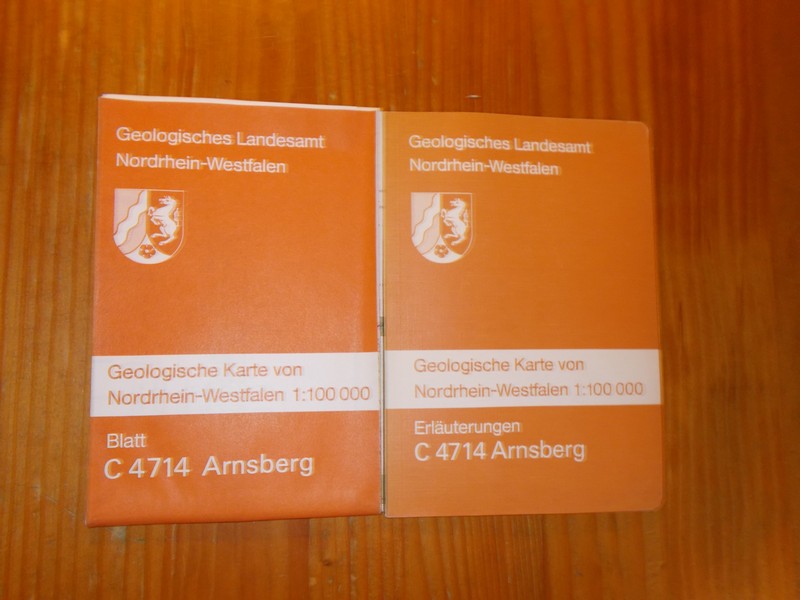 Geologisches Landesamt
Nordrhein-Westfalen
Geologische Karte von
Nordrhein-Westfalen 1:100 000
Blatt
C 4714 Arnsberg
Geologisches Landesamt
Nordrhein-Westfalen
Geologische Karte von
Nordrhein-Westfalen 1:100 000
Erläuterungen
C 4714 Arnsberg